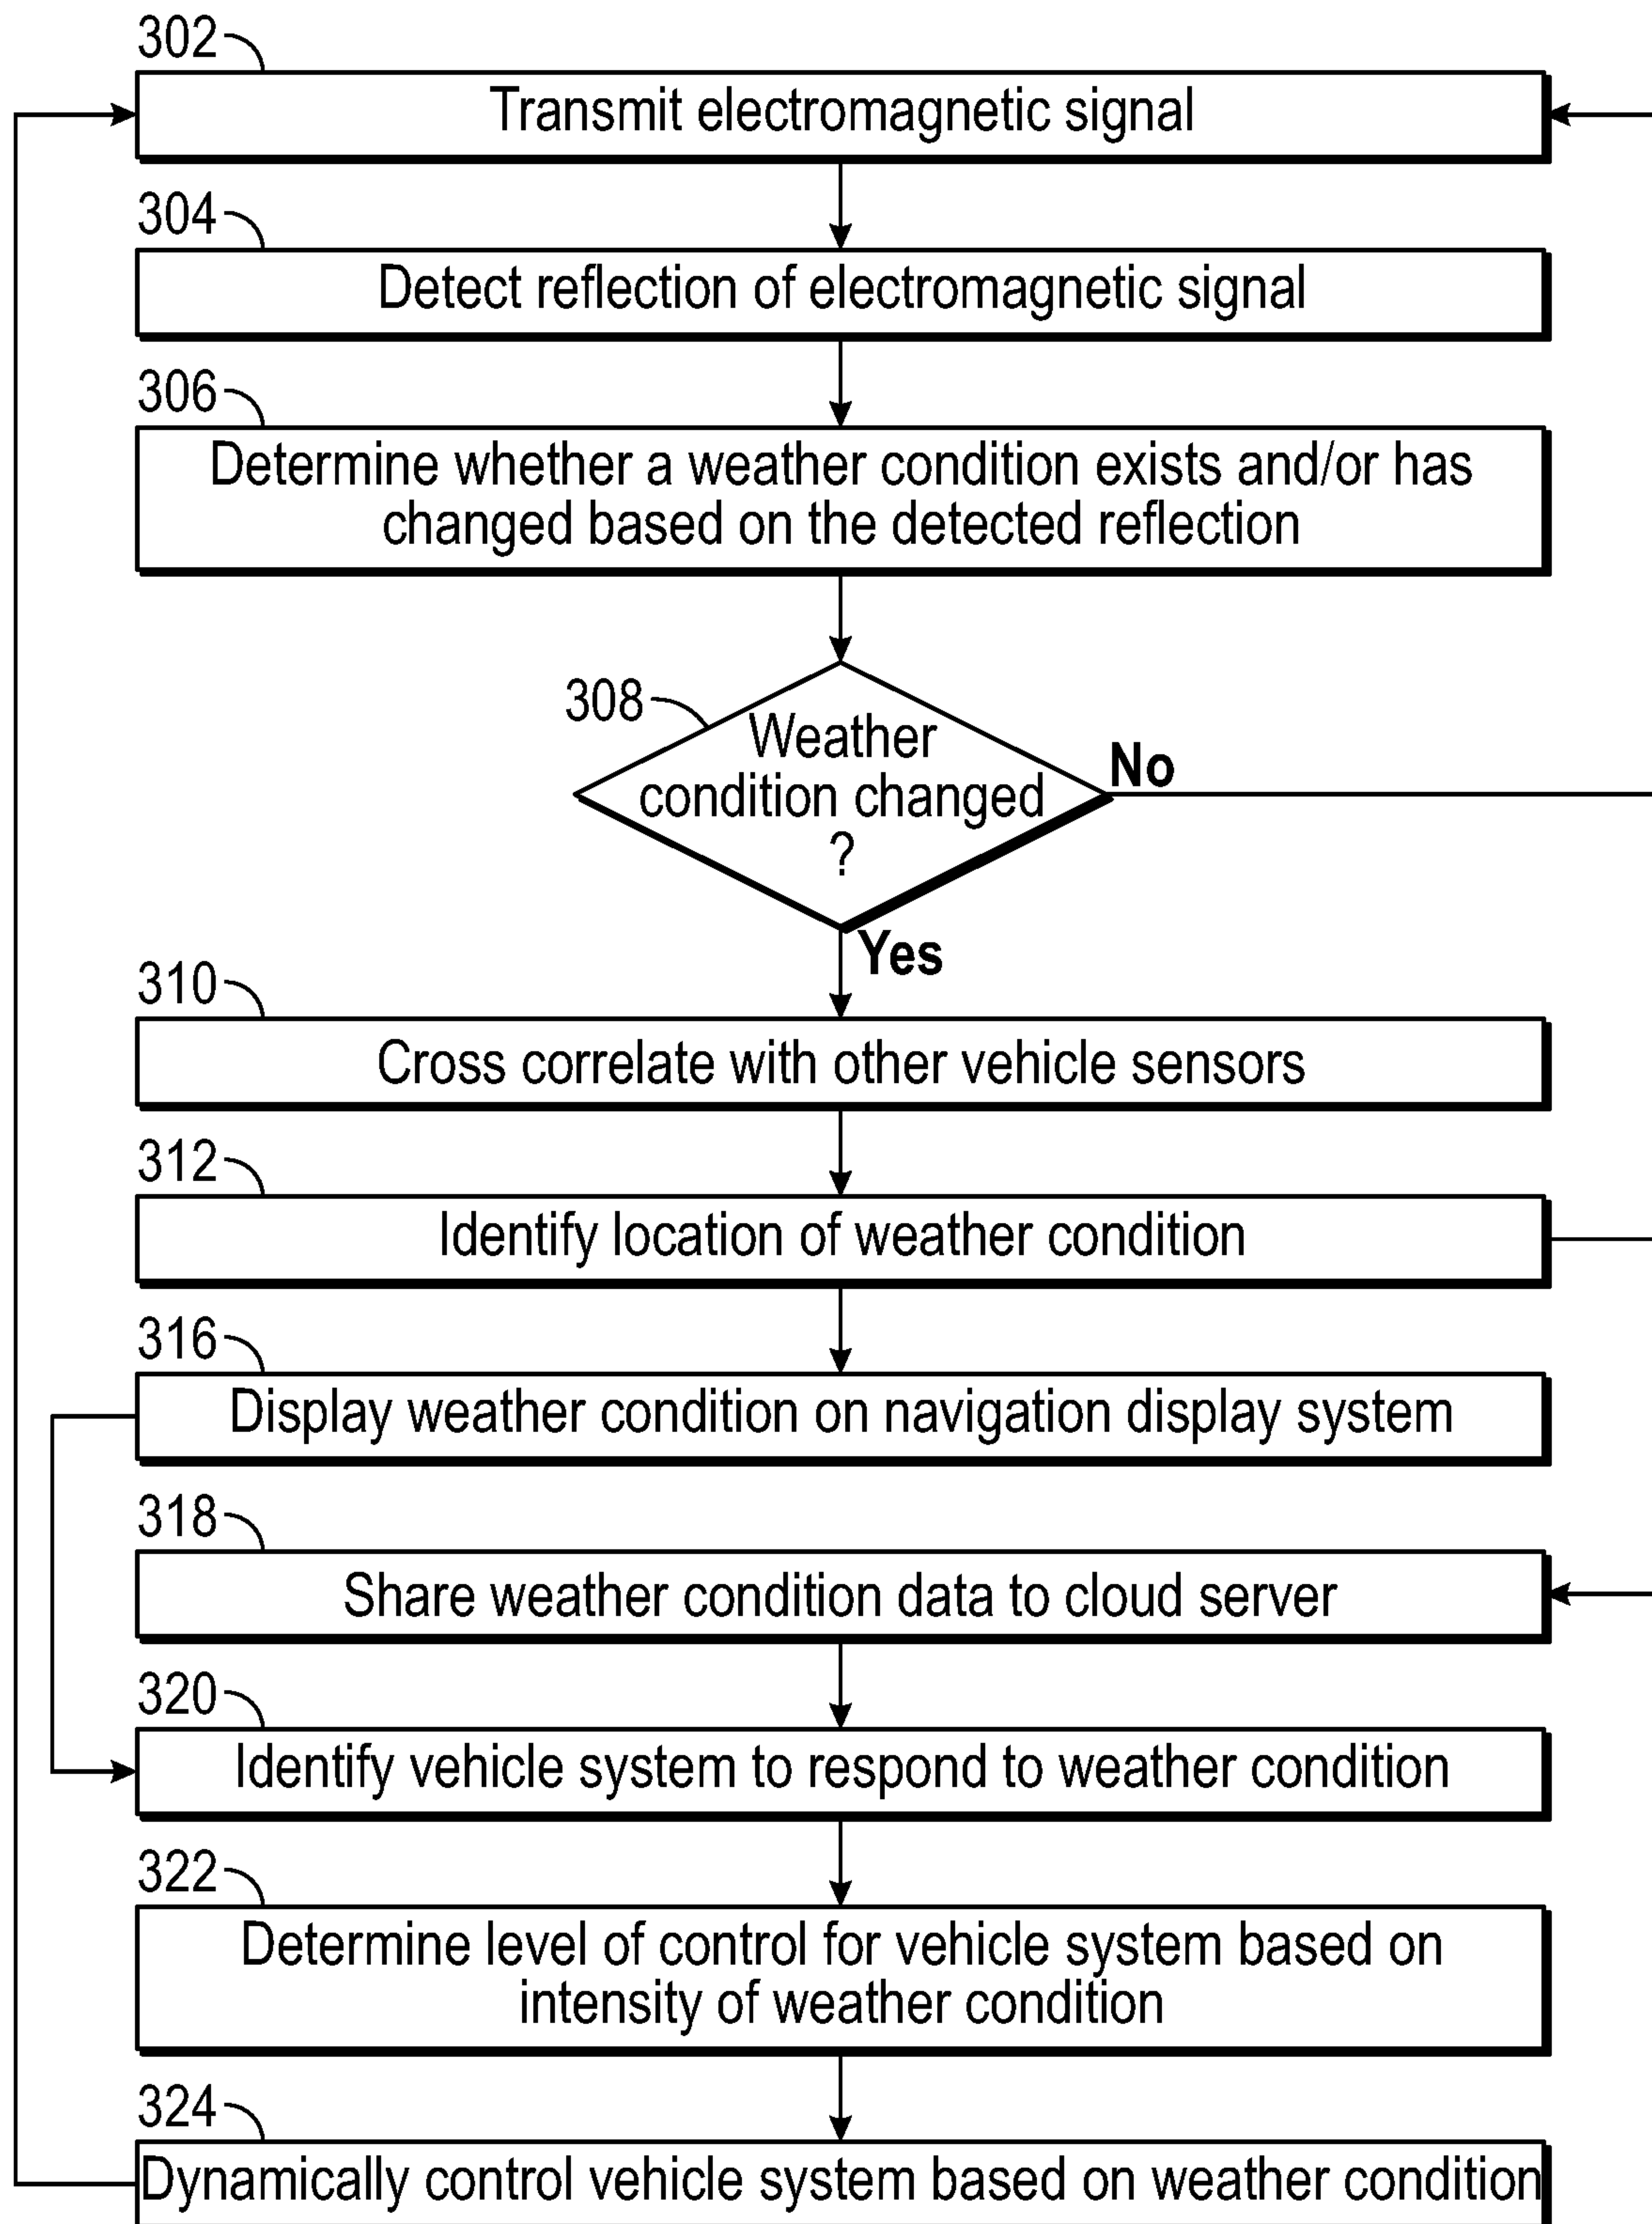 302
Transmit electromagnetic signal
304
Detect reflection of electromagnetic signal
306
Determine whether a weather condition exists and/or has
changed based on the detected reflection
308
Weather
condition changed
?
No
Yes
310
Cross correlate with other vehicle sensors
312
Identify location of weather condition
316
Display weather condition on navigation display system
318
Share weather condition data to cloud server
320
Identify vehicle system to respond to weather condition
322
Determine level of control for vehicle system based on
intensity of weather condition
324
Dynamically control vehicle system based on weather condition